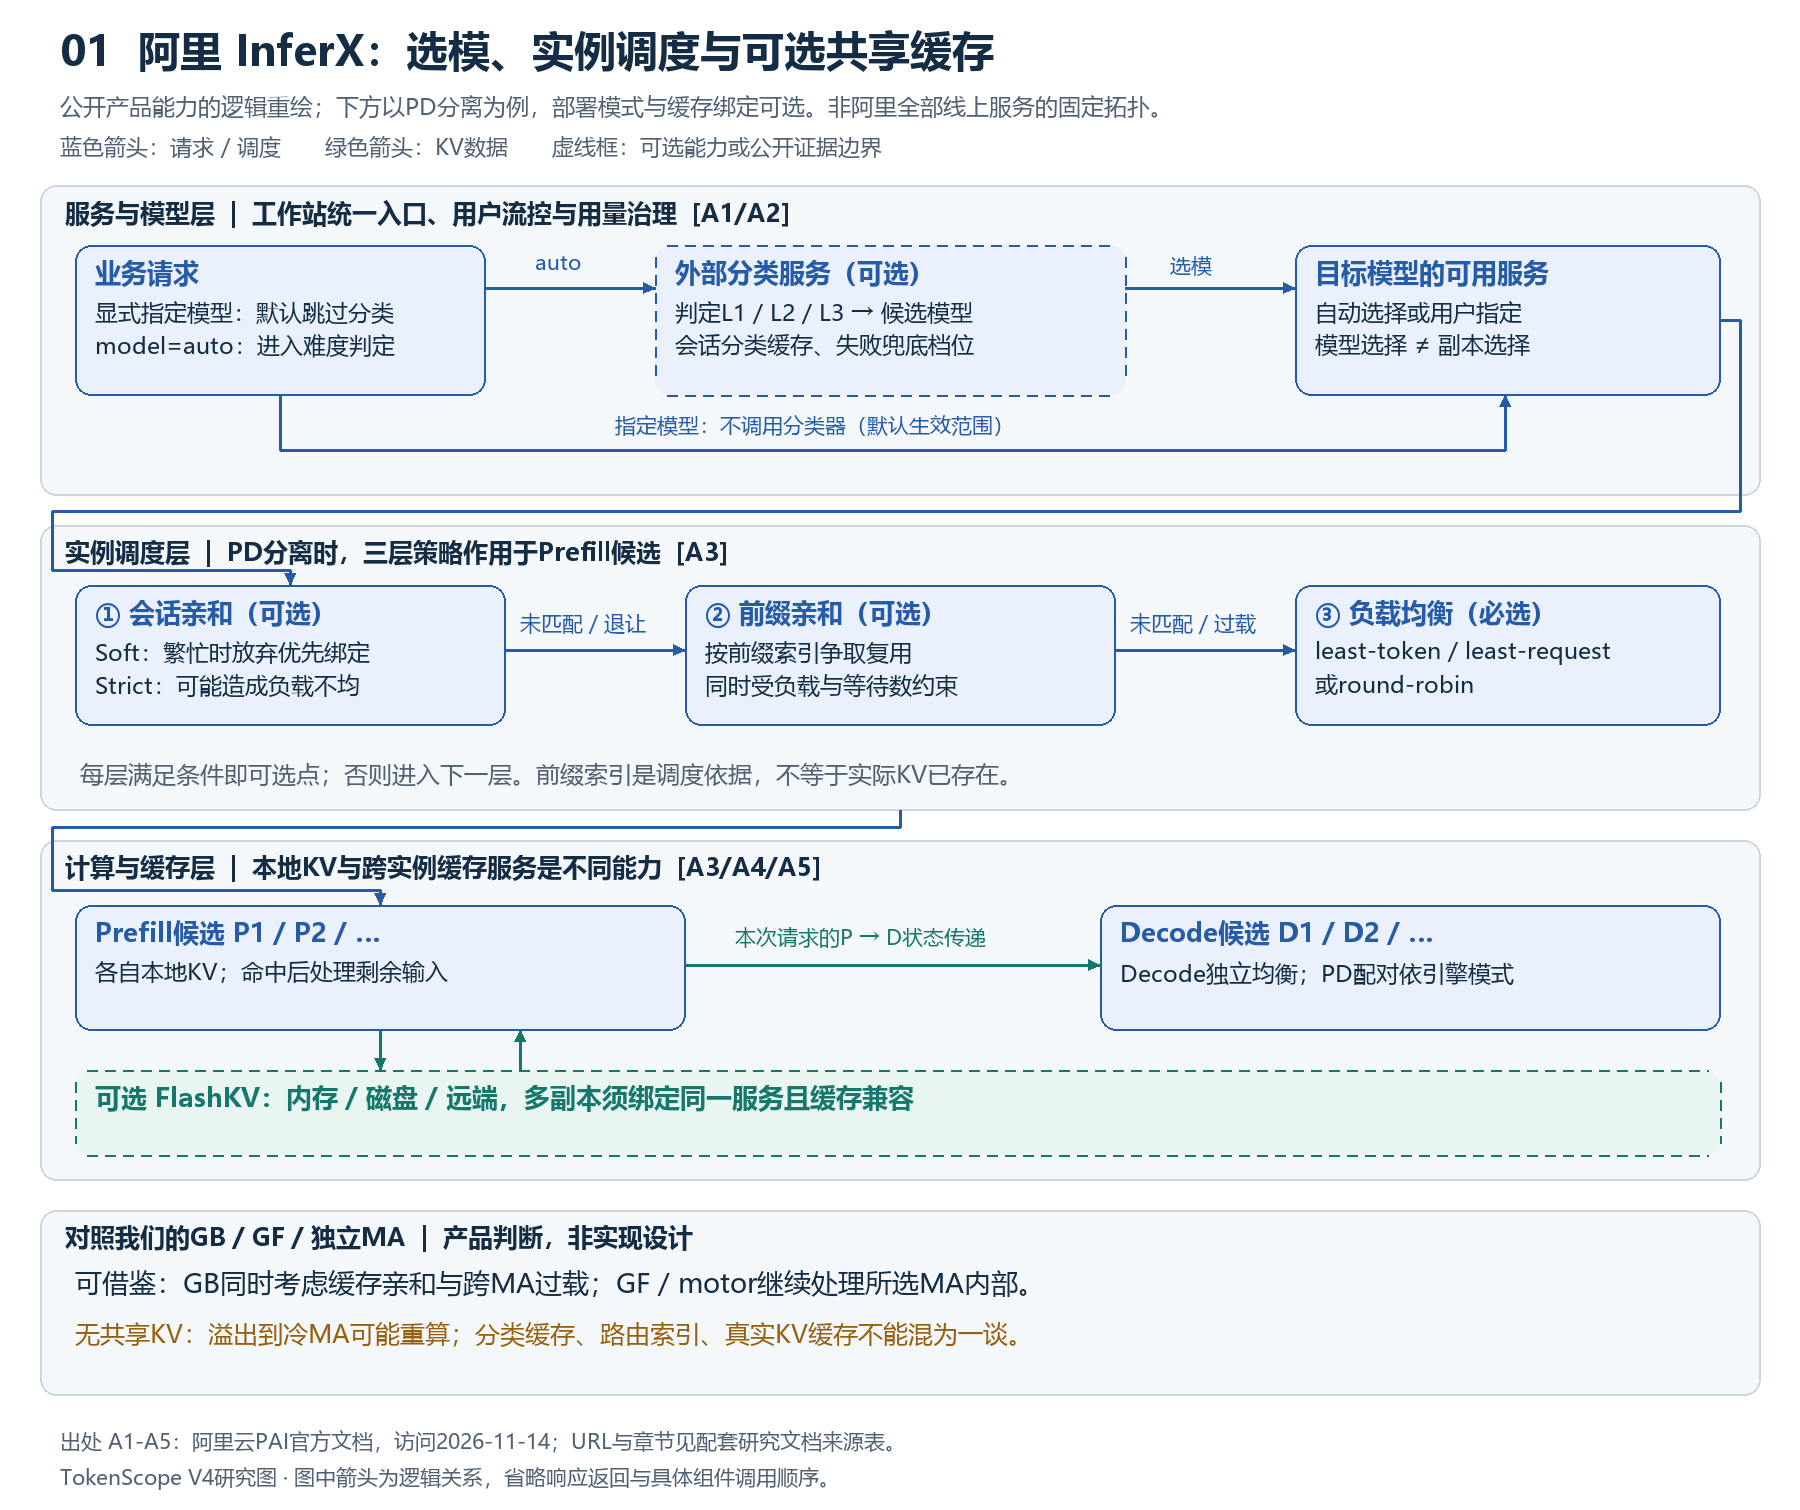 01 阿里 InferX：选模、实例调度与可选共享缓存
公开产品能力的逻辑重绘；下方以PD分离为例，部署模式与缓存绑定可选。非阿里全部线上服务的固定拓扑。
蓝色箭头：请求 / 调度 绿色箭头：KV数据 虚线框：可选能力或公开证据边界
服务与模型层 | 工作站统一入口、用户流控与用量治理 [A1/A2]
业务请求
显式指定模型：默认跳过分类
model=auto：进入难度判定
auto
外部分类服务（可选）
判定L1 / L2 / L3 → 候选模型
会话分类缓存、失败兜底档位
选模
目标模型的可用服务
自动选择或用户指定
模型选择 ≠ 副本选择
指定模型：不调用分类器（默认生效范围）
实例调度层 | PD分离时，三层策略作用于Prefill候选 [A3]
① 会话亲和（可选）
Soft：繁忙时放弃优先绑定
Strict：可能造成负载不均
未匹配 / 退让
② 前缀亲和（可选）
按前缀索引争取复用
同时受负载与等待数约束
未匹配 / 过载
③ 负载均衡（必选）
least-token / least-request
或round-robin
每层满足条件即可选点；否则进入下一层。前缀索引是调度依据，不等于实际KV已存在。
计算与缓存层 | 本地KV与跨实例缓存服务是不同能力 [A3/A4/A5]
Prefill候选 P1 / P2 / …
各自本地KV；命中后处理剩余输入
本次请求的P → D状态传递
Decode候选 D1 / D2 / …
Decode独立均衡；PD配对依引擎模式
可选 FlashKV：内存 / 磁盘 / 远端，多副本须绑定同一服务且缓存兼容
对照我们的GB / GF / 独立MA | 产品判断，非实现设计
可借鉴：GB同时考虑缓存亲和与跨MA过载；GF / motor继续处理所选MA内部。
无共享KV：溢出到冷MA可能重算；分类缓存、路由索引、真实KV缓存不能混为一谈。
出处 A1-A5：阿里云PAI官方文档，访问2026-11-14；URL与章节见配套研究文档来源表。
TokenScope V4研究图 · 图中箭头为逻辑关系，省略响应返回与具体组件调用顺序。